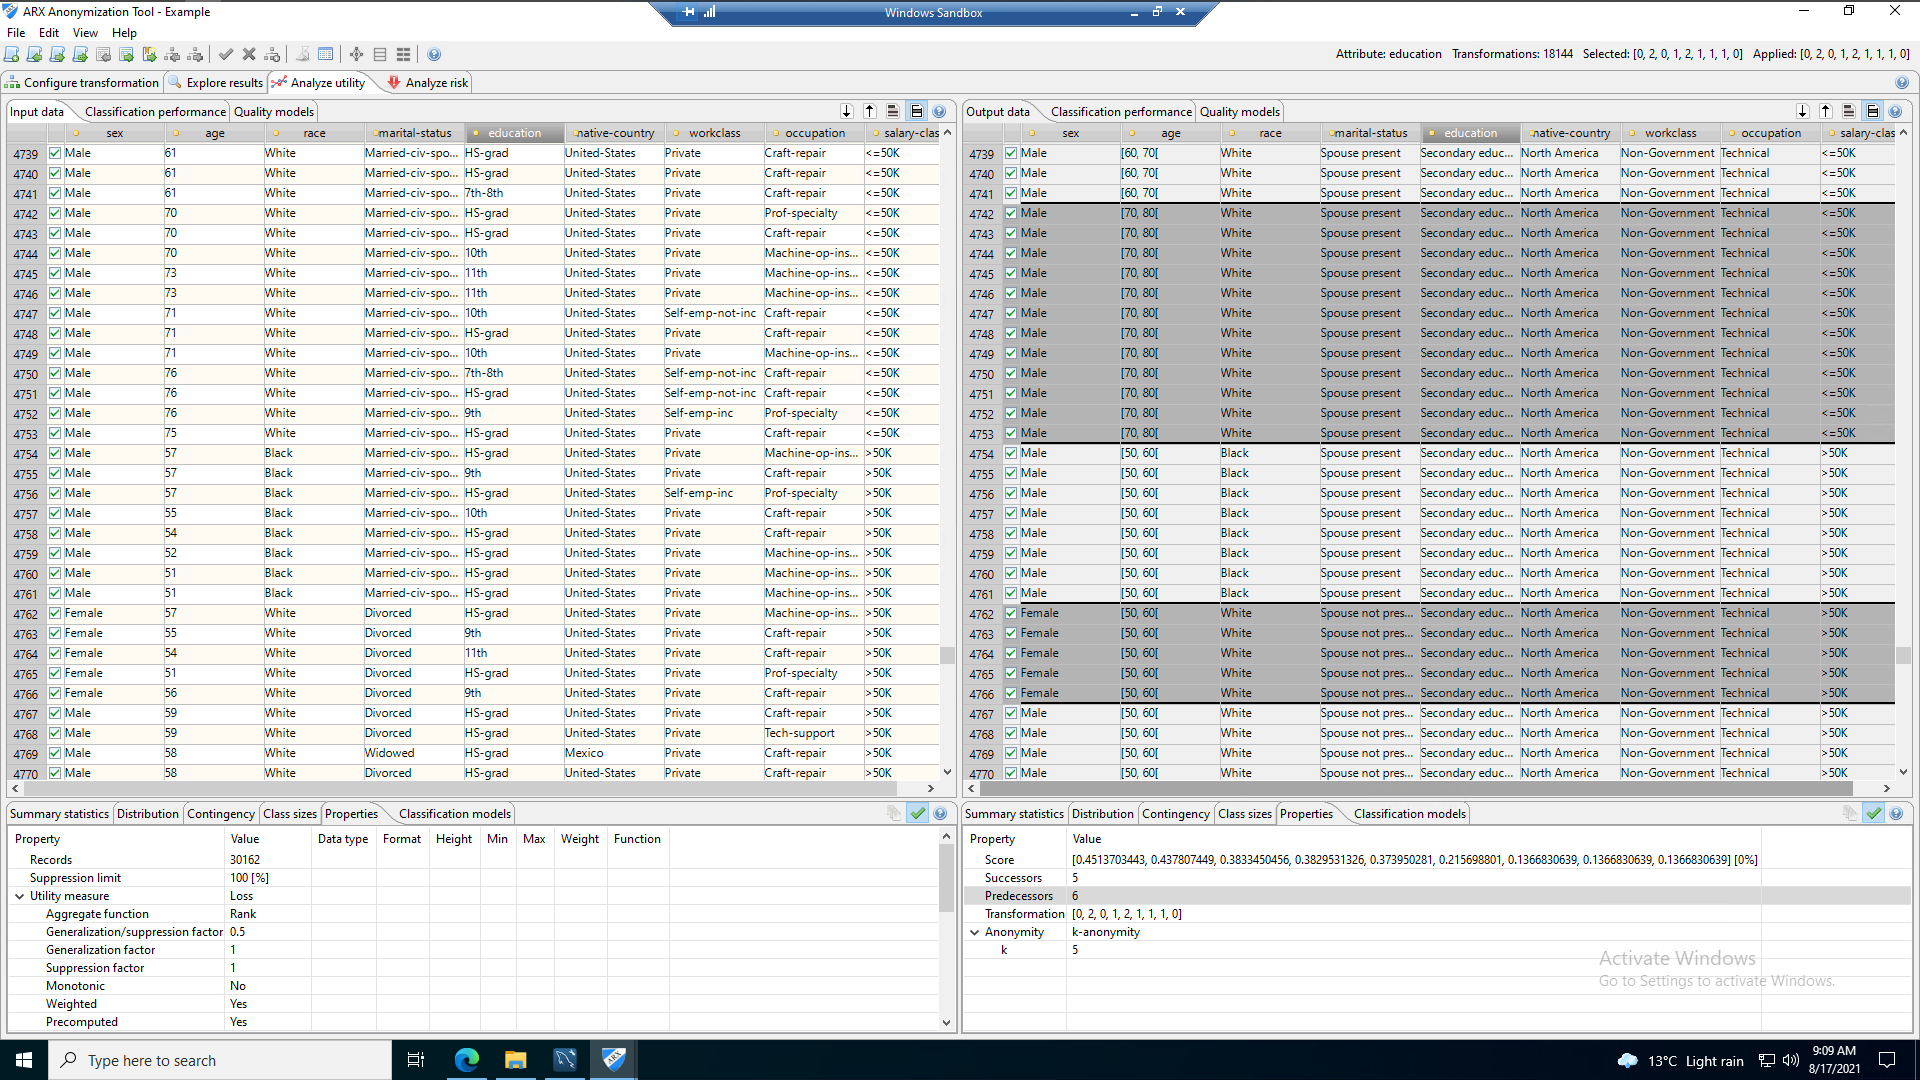 ARX Anonymization Tool - Example
Windows Sandbox
File Edit View Help
Attribute: education Transformations: 18144 Selected: [0, 2, 0, 1, 2, 1, 1, 1, 0] Applied: [0, 2, 0, 1, 2, 1, 1, 1, 0]
Configure transformation Explore results Analyze utility Analyze risk
Input data Classification performance Quality models
sex age race marital-status education native-country workclass occupation salary-clas
4739 Male 61 White Married-civ-spo... HS-grad United-States Private Craft-repair <=50K
4740 Male 61 White Married-civ-spo... HS-grad United-States Private Craft-repair <=50K
4741 Male 61 White Married-civ-spo... 7th-8th United-States Private Craft-repair <=50K
4742 Male 70 White Married-civ-spo... HS-grad United-States Private Prof-specialty <=50K
4743 Male 70 White Married-civ-spo... HS-grad United-States Private Craft-repair <=50K
4744 Male 70 White Married-civ-spo... 10th United-States Private Machine-op-ins... <=50K
4745 Male 73 White Married-civ-spo... 11th United-States Private Machine-op-ins... <=50K
4746 Male 73 White Married-civ-spo... 11th United-States Private Machine-op-ins... <=50K
4747 Male 71 White Married-civ-spo... 10th United-States Self-emp-not-inc Craft-repair <=50K
4748 Male 71 White Married-civ-spo... HS-grad United-States Private Craft-repair <=50K
4749 Male 71 White Married-civ-spo... 10th United-States Private Machine-op-ins... <=50K
4750 Male 76 White Married-civ-spo... 7th-8th United-States Self-emp-not-inc Craft-repair <=50K
4751 Male 76 White Married-civ-spo... HS-grad United-States Self-emp-not-inc Craft-repair <=50K
4752 Male 76 White Married-civ-spo... 9th United-States Self-emp-inc Prof-specialty <=50K
4753 Male 75 White Married-civ-spo... HS-grad United-States Private Craft-repair <=50K
4754 Male 57 Black Married-civ-spo... HS-grad United-States Private Machine-op-ins... >50K
4755 Male 57 Black Married-civ-spo... 9th United-States Private Craft-repair >50K
4756 Male 57 Black Married-civ-spo... HS-grad United-States Self-emp-inc Prof-specialty >50K
4757 Male 55 Black Married-civ-spo... 10th United-States Private Craft-repair >50K
4758 Male 54 Black Married-civ-spo... HS-grad United-States Private Craft-repair >50K
4759 Male 52 Black Married-civ-spo... HS-grad United-States Private Machine-op-ins... >50K
4760 Male 51 Black Married-civ-spo... HS-grad United-States Private Machine-op-ins... >50K
4761 Male 51 Black Married-civ-spo... HS-grad United-States Private Craft-repair >50K
4762 Female 57 White Divorced HS-grad United-States Private Machine-op-ins... >50K
4763 Female 55 White Divorced 9th United-States Private Craft-repair >50K
4764 Female 54 White Divorced 11th United-States Private Craft-repair >50K
4765 Female 51 White Divorced HS-grad United-States Private Prof-specialty >50K
4766 Female 56 White Divorced 9th United-States Private Craft-repair >50K
4767 Male 59 White Divorced HS-grad United-States Private Craft-repair >50K
4768 Male 59 White Divorced HS-grad United-States Private Tech-support >50K
4769 Male 58 White Widowed HS-grad Mexico Private Craft-repair >50K
4770 Male 58 White Divorced HS-grad United-States Private Craft-repair >50K
Output data Classification performance Quality models
sex age race marital-status education native-country workclass occupation salary-clas
4739 Male [60, 70[ White Spouse present Secondary educ... North America Non-Government Technical <=50K
4740 Male [60, 70[ White Spouse present Secondary educ... North America Non-Government Technical <=50K
4741 Male [60, 70[ White Spouse present Secondary educ... North America Non-Government Technical <=50K
4742 Male [70, 80[ White Spouse present Secondary educ... North America Non-Government Technical <=50K
4743 Male [70, 80[ White Spouse present Secondary educ... North America Non-Government Technical <=50K
4744 Male [70, 80[ White Spouse present Secondary educ... North America Non-Government Technical <=50K
4745 Male [70, 80[ White Spouse present Secondary educ... North America Non-Government Technical <=50K
4746 Male [70, 80[ White Spouse present Secondary educ... North America Non-Government Technical <=50K
4747 Male [70, 80[ White Spouse present Secondary educ... North America Non-Government Technical <=50K
4748 Male [70, 80[ White Spouse present Secondary educ... North America Non-Government Technical <=50K
4749 Male [70, 80[ White Spouse present Secondary educ... North America Non-Government Technical <=50K
4750 Male [70, 80[ White Spouse present Secondary educ... North America Non-Government Technical <=50K
4751 Male [70, 80[ White Spouse present Secondary educ... North America Non-Government Technical <=50K
4752 Male [70, 80[ White Spouse present Secondary educ... North America Non-Government Technical <=50K
4753 Male [70, 80[ White Spouse present Secondary educ... North America Non-Government Technical <=50K
4754 Male [50, 60[ Black Spouse present Secondary educ... North America Non-Government Technical >50K
4755 Male [50, 60[ Black Spouse present Secondary educ... North America Non-Government Technical >50K
4756 Male [50, 60[ Black Spouse present Secondary educ... North America Non-Government Technical >50K
4757 Male [50, 60[ Black Spouse present Secondary educ... North America Non-Government Technical >50K
4758 Male [50, 60[ Black Spouse present Secondary educ... North America Non-Government Technical >50K
4759 Male [50, 60[ Black Spouse present Secondary educ... North America Non-Government Technical >50K
4760 Male [50, 60[ Black Spouse present Secondary educ... North America Non-Government Technical >50K
4761 Male [50, 60[ Black Spouse present Secondary educ... North America Non-Government Technical >50K
4762 Female [50, 60[ White Spouse not pres... Secondary educ... North America Non-Government Technical >50K
4763 Female [50, 60[ White Spouse not pres... Secondary educ... North America Non-Government Technical >50K
4764 Female [50, 60[ White Spouse not pres... Secondary educ... North America Non-Government Technical >50K
4765 Female [50, 60[ White Spouse not pres... Secondary educ... North America Non-Government Technical >50K
4766 Female [50, 60[ White Spouse not pres... Secondary educ... North America Non-Government Technical >50K
4767 Male [50, 60[ White Spouse not pres... Secondary educ... North America Non-Government Technical >50K
4768 Male [50, 60[ White Spouse not pres... Secondary educ... North America Non-Government Technical >50K
4769 Male [50, 60[ White Spouse not pres... Secondary educ... North America Non-Government Technical >50K
4770 Male [50, 60[ White Spouse not pres... Secondary educ... North America Non-Government Technical >50K
Summary statistics Distribution Contingency Class sizes Properties Classification models
Property Value Data type Format Height Min Max Weight Function
Records 30162
Suppression limit 100 [%]
Utility measure Loss
Aggregate function Rank
Generalization/suppression factor 0.5
Generalization factor 1
Suppression factor 1
Monotonic No
Weighted Yes
Precomputed Yes
Summary statistics Distribution Contingency Class sizes Properties Classification models
Property Value
Score [0.4513703443, 0.437807449, 0.3833450456, 0.3829531326, 0.373950281, 0.215698801, 0.1366830639, 0.1366830639, 0.1366830639] [0%]
Successors 5
Predecessors 6
Transformation [0, 2, 0, 1, 2, 1, 1, 1, 0]
Anonymity k-anonymity
k 5
Activate Windows
Go to Settings to activate Windows.
Type here to search
ARX
13°C Light rain
9:09 AM
8/17/2021